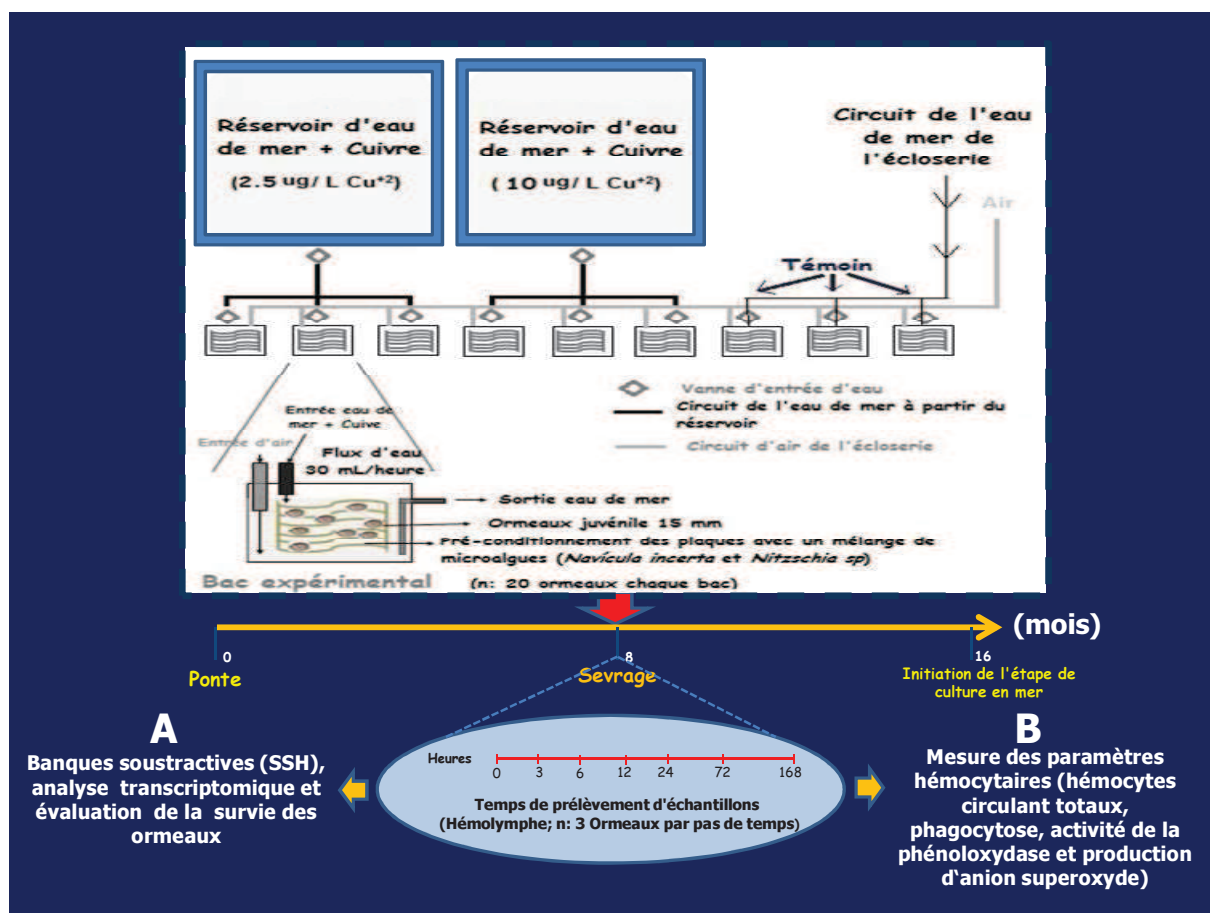 Réservoir d'eau
de mer + Cuivre
(2.5 ug/ L Cu⁺²)
Réservoir d'eau
de mer + Cuivre
( 10 ug/ L Cu⁺²)
Circuit de l'eau
de mer de
l'écloserie
Air
Témoin
Vanne d'entrée d'eau
Circuit de l'eau de mer à partir du
réservoir
Circuit d'air de l'écloserie
Entrée eau de
mer + Cuive
Entrée d'air
Flux d'eau
30 mL/heure
Sortie eau de mer
Ormeaux juvénile 15 mm
Pré-conditionnement des plaques avec un mélange de
microalgues (Navícula incerta et Nitzschia sp)
Bac expérimental
(n: 20 ormeaux chaque bac)
(mois)
0
8
16
Ponte
Sevrage
Initiation de l'étape de
culture en mer
A
Banques soustractives (SSH),
analyse transcriptomique et
évaluation de la survie des
ormeaux
Heures
0 3 6 12 24 72 168
Temps de prélèvement d'échantillons
(Hémolymphe; n: 3 Ormeaux par pas de temps)
B
Mesure des paramètres
hémocytaires (hémocytes
circulant totaux,
phagocytose, activité de la
phénoloxydase et production
d'anion superoxyde)